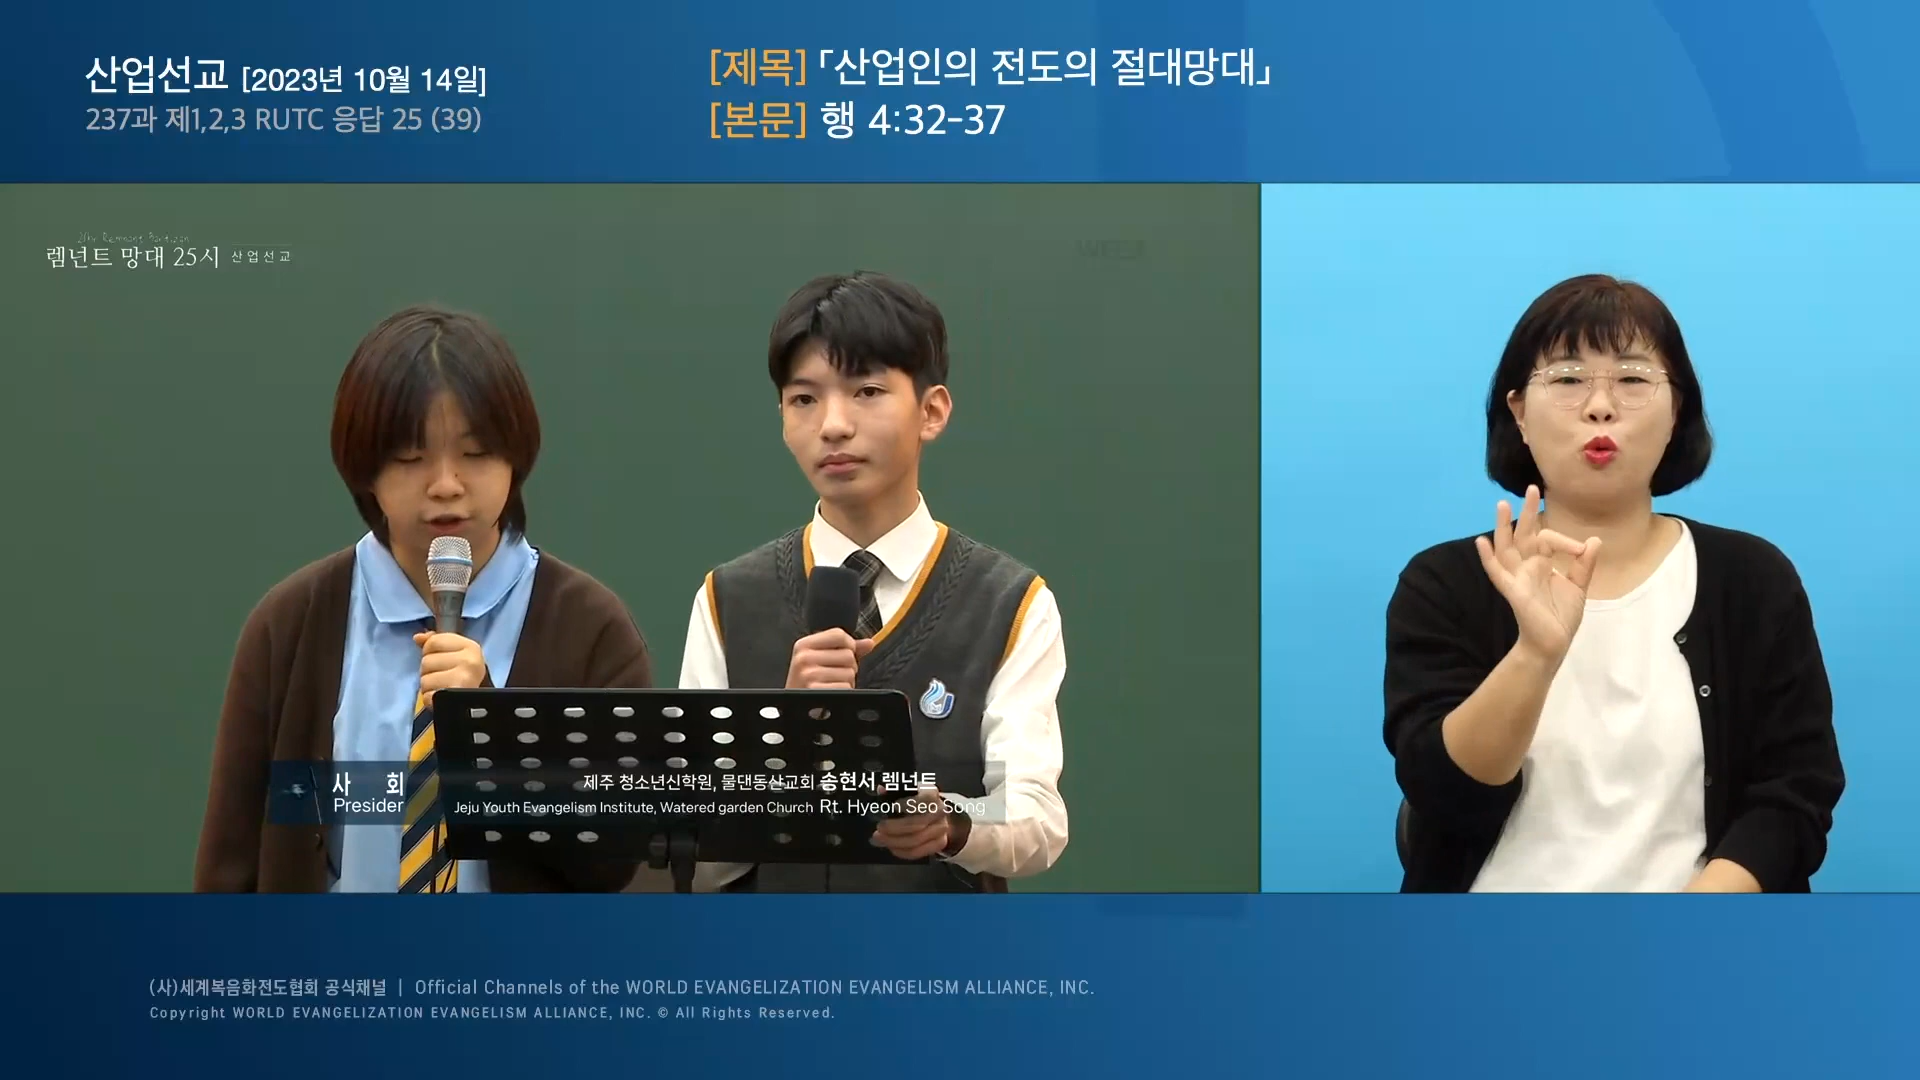 산업선교 [2023년 10월 14일]
237과 제1,2,3 RUTC 응답 25 (39)
[제목] 「산업인의 전도의 절대망대」
[본문] 행 4:32-37
렘넌트 망대 25시 산업선교
사 회
Presider
제주 청소년신학원, 물댄동산교회 송현서 렘넌트
Jeju Youth Evangelism Institute, Watered garden Church Rt. Hyeon Seo Song
(사)세계복음화전도협회 공식채널 | Official Channels of the WORLD EVANGELIZATION EVANGELISM ALLIANCE, INC.
Copyright WORLD EVANGELIZATION EVANGELISM ALLIANCE, INC. © All Rights Reserved.